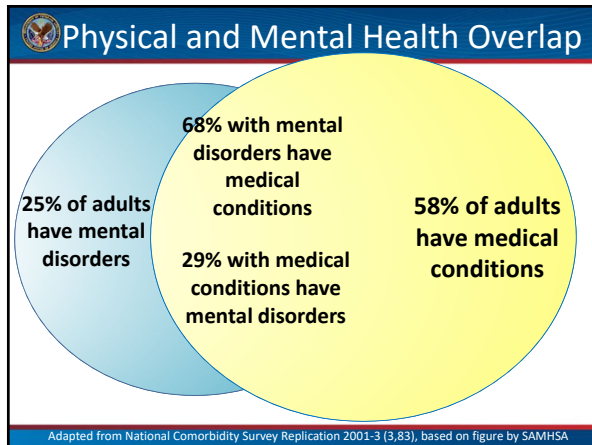 Physical and Mental Health Overlap
68% with mental
disorders have
medical
conditions
25% of adults
have mental
disorders
29% with medical
conditions have
mental disorders
58% of adults
have medical
conditions
Adapted from National Comorbidity Survey Replication 2001-3 (3,83), based on figure by SAMHSA